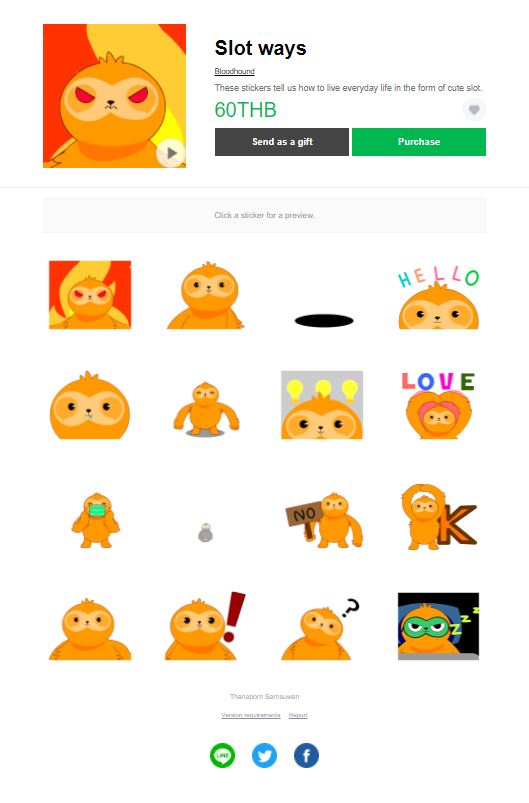 Slot ways
Bloodhound
These stickers tell us how to live everyday life in the form of cute slot.
60THB
Send as a gift
Purchase
Click a sticker for a preview.
HELLO
LOVE
NO
K
!
?
z z z
Thanaporn Samsuwan
Version requirements Report
LINE
f